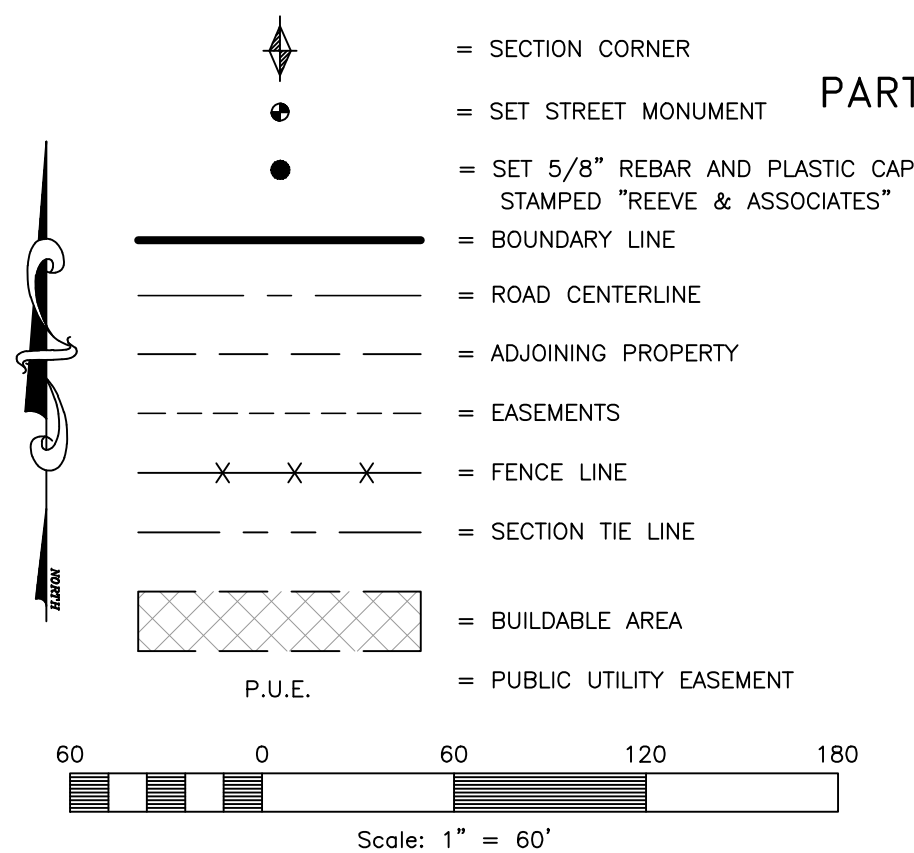 = SECTION CORNER
PART
= SET STREET MONUMENT
= SET 5/8" REBAR AND PLASTIC CAP
STAMPED "REEVE & ASSOCIATES"
= BOUNDARY LINE
= ROAD CENTERLINE
= ADJOINING PROPERTY
= EASEMENTS
= FENCE LINE
= SECTION TIE LINE
NORTH
= BUILDABLE AREA
P.U.E. = PUBLIC UTILITY EASEMENT
60 0 60 120 180
Scale: 1" = 60'